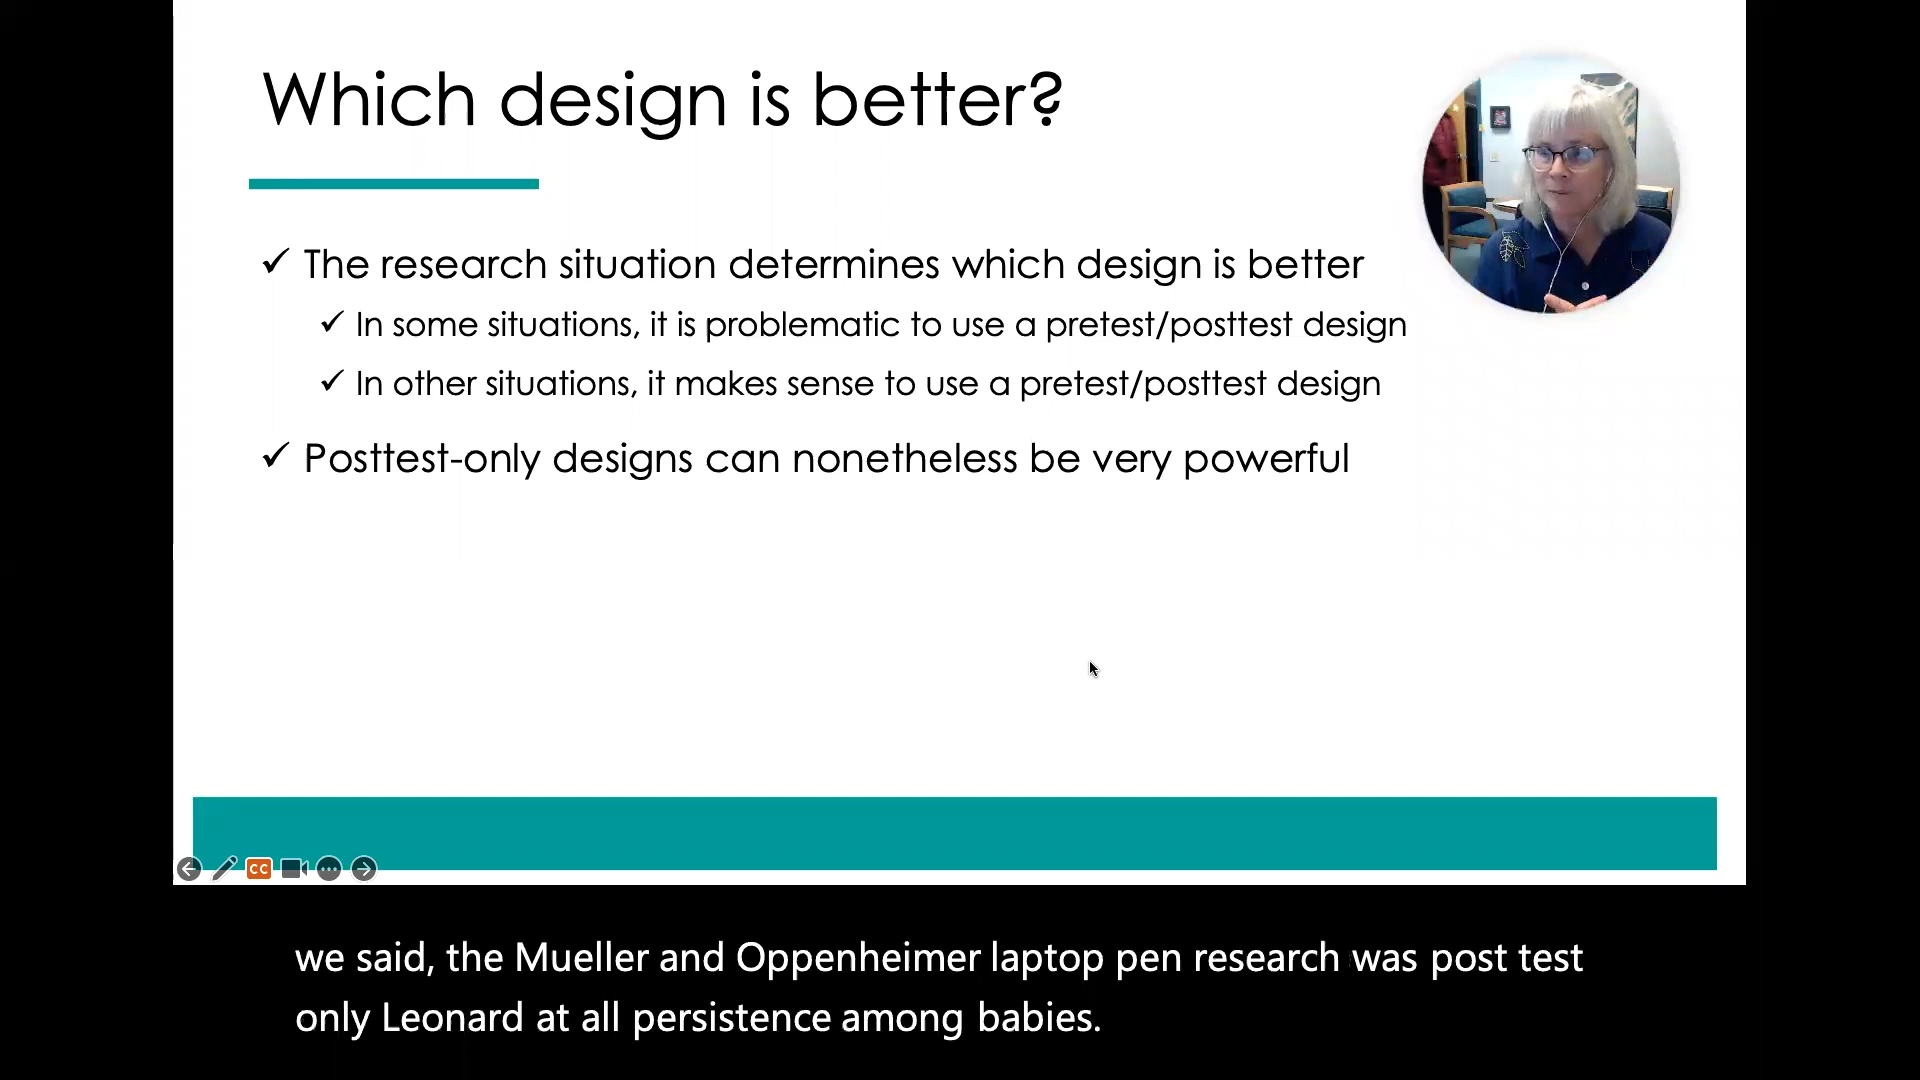 Which design is better?
✓ The research situation determines which design is better
✓ In some situations, it is problematic to use a pretest/posttest design
✓ In other situations, it makes sense to use a pretest/posttest design
✓ Posttest-only designs can nonetheless be very powerful
CC
we said, the Mueller and Oppenheimer laptop pen research was post test
only Leonard at all persistence among babies.